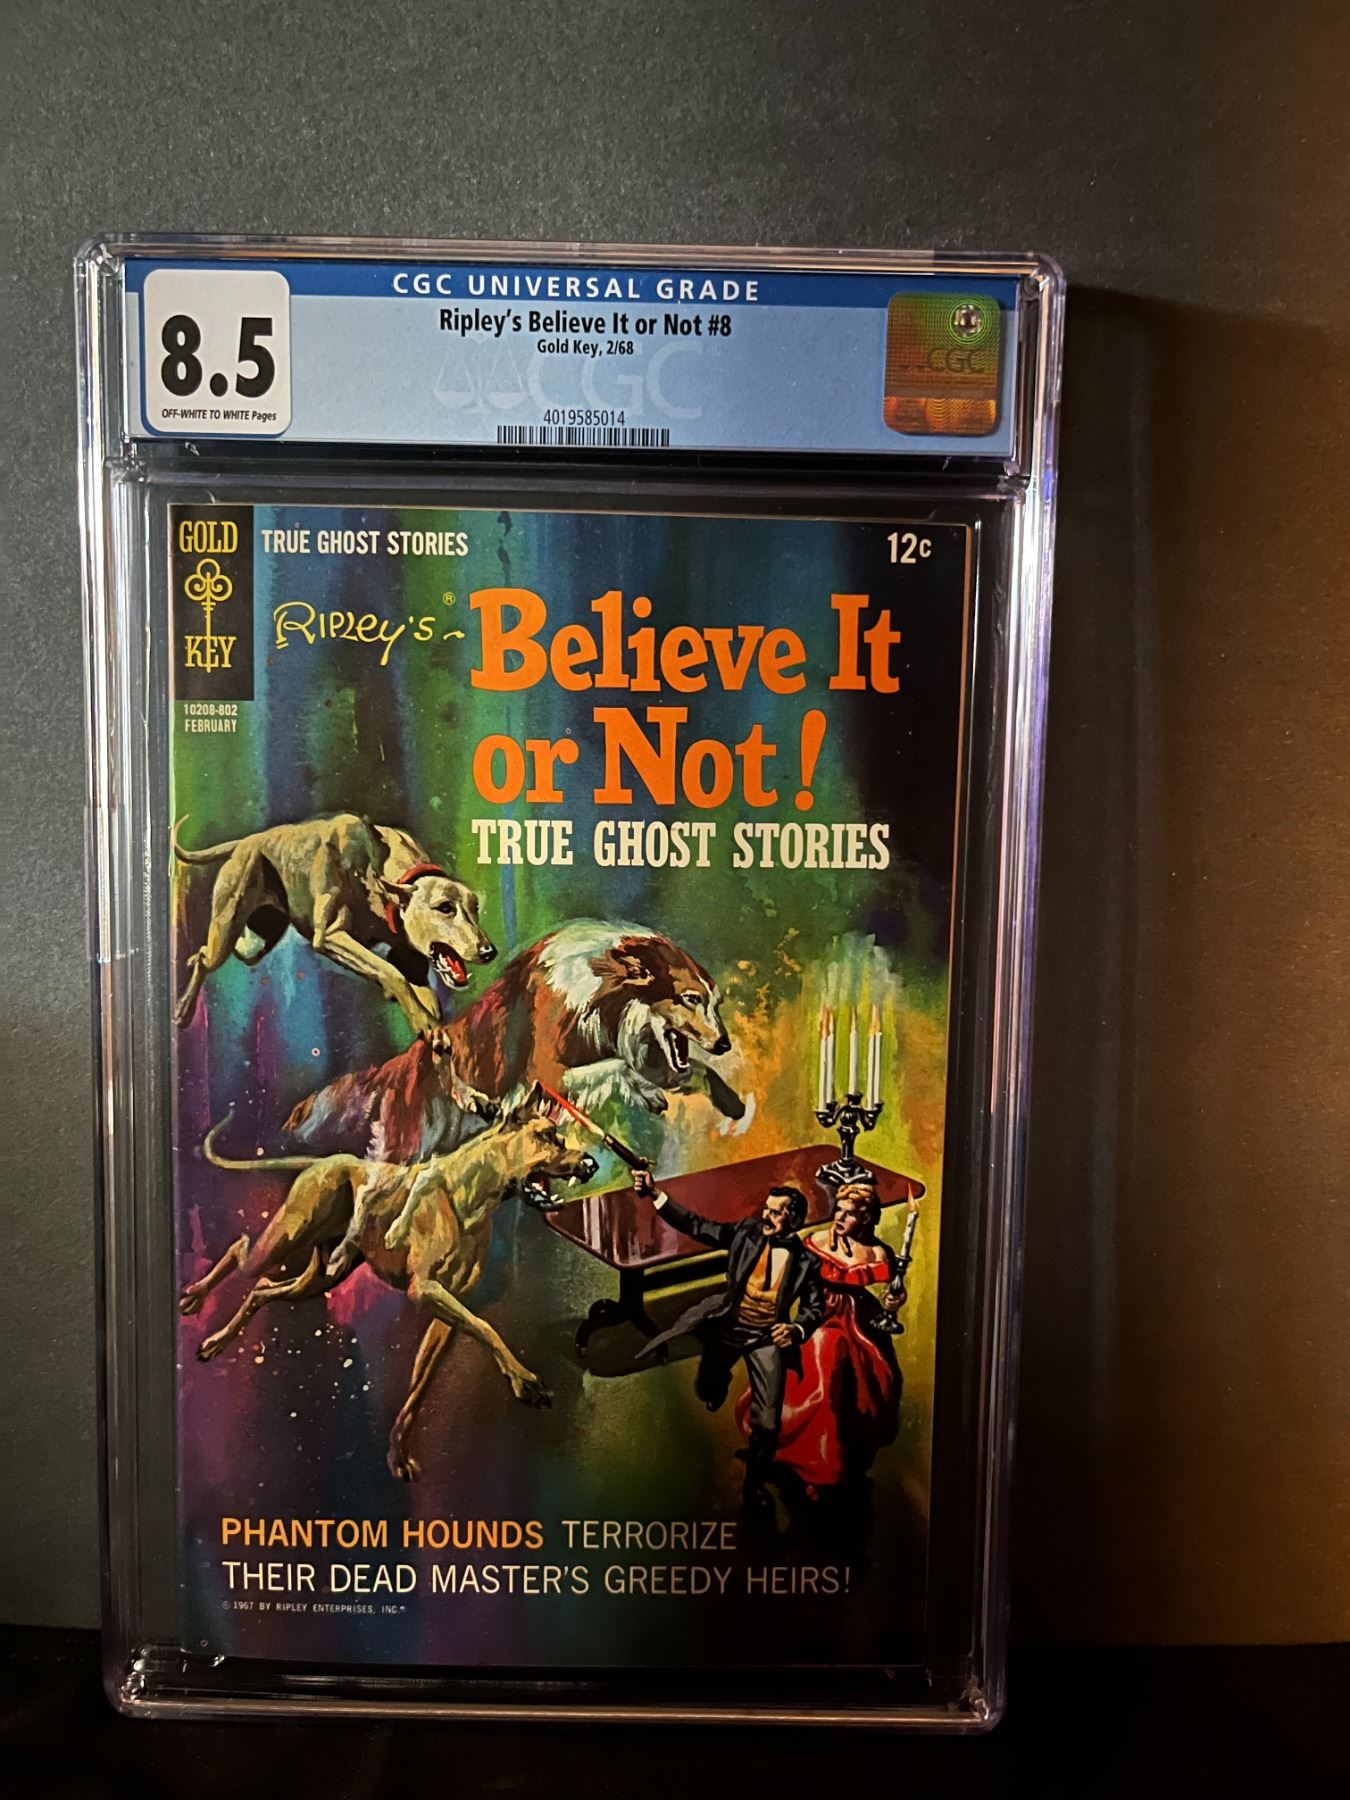 CGC UNIVERSAL GRADE
8.5
OFF-WHITE TO WHITE Pages
Ripley's Believe It or Not #8
Gold Key, 2/68
CGC
4019585014
CGC
GOLD
KEY
TRUE GHOST STORIES
12c
10208-802
FEBRUARY
RIPLEY'S ®
Believe It
or Not!
TRUE GHOST STORIES
PHANTOM HOUNDS TERRORIZE
THEIR DEAD MASTER'S GREEDY HEIRS!
© 1967 BY RIPLEY ENTERPRISES, INC.